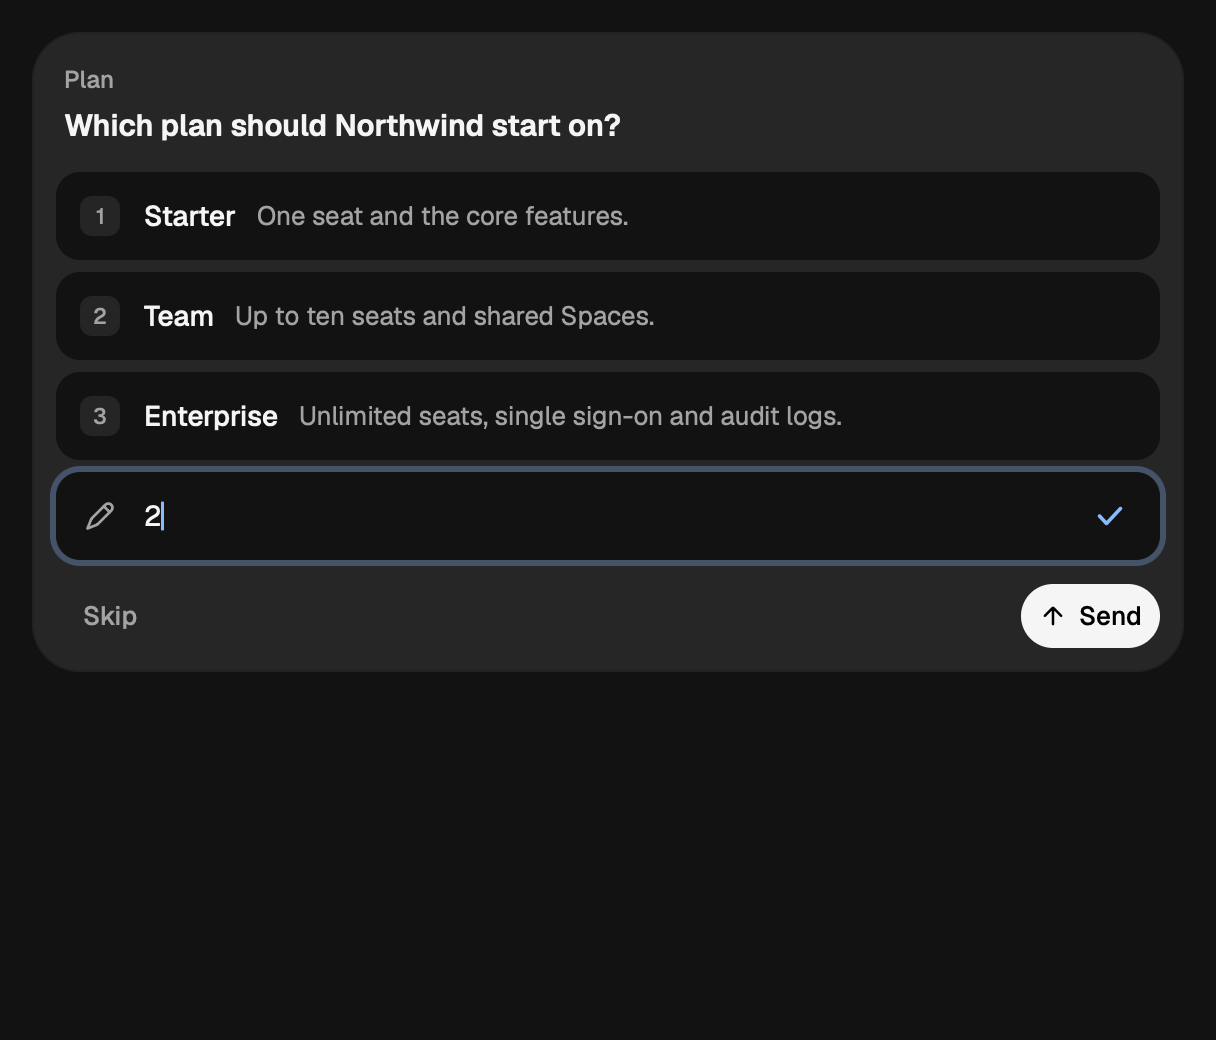 Plan
Which plan should Northwind start on?
1 Starter One seat and the core features.
2 Team Up to ten seats and shared Spaces.
3 Enterprise Unlimited seats, single sign-on and audit logs.
2
Skip Send